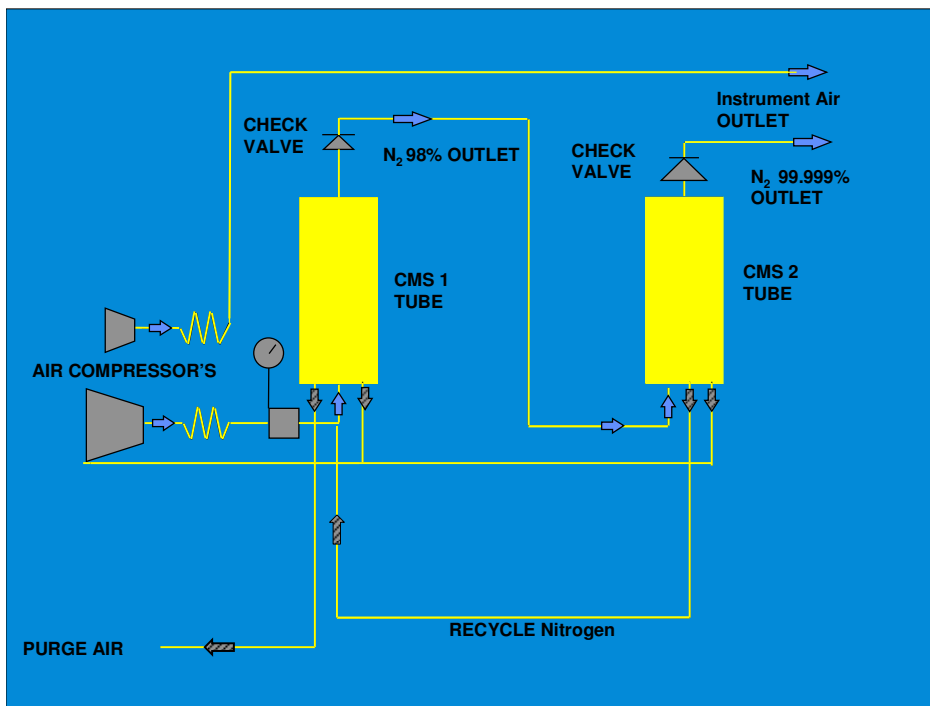 Instrument Air
OUTLET
CHECK
VALVE
N₂ 98% OUTLET
CHECK
VALVE
N₂ 99.999%
OUTLET
CMS 1
TUBE
CMS 2
TUBE
AIR COMPRESSOR'S
RECYCLE Nitrogen
PURGE AIR